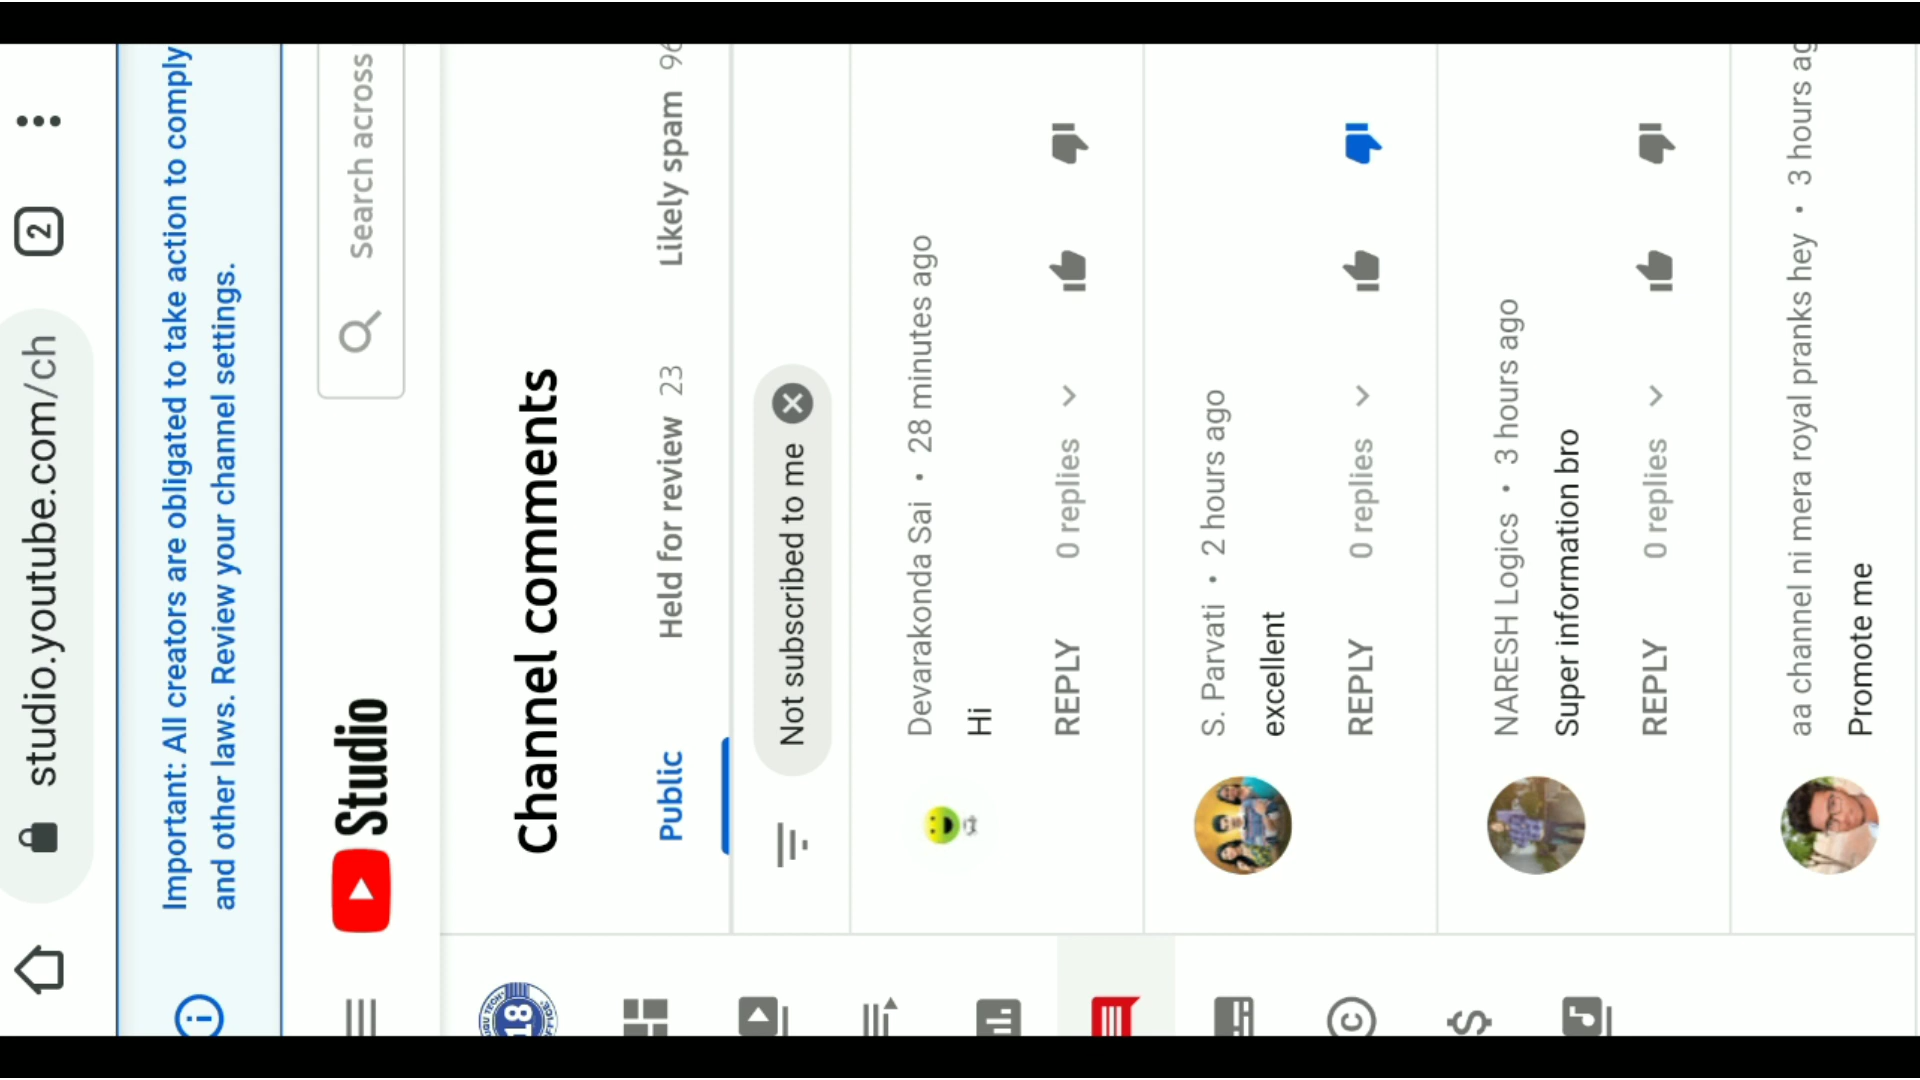 studio.youtube.com/ch
2
Important: All creators are obligated to take action to comply
and other laws. Review your channel settings.
Studio
Search across
Channel comments
Public
Held for review 23
Likely spam 96
Not subscribed to me
Devarakonda Sai • 28 minutes ago
Hi
REPLY
0 replies
S. Parvati • 2 hours ago
excellent
REPLY
0 replies
NARESH Logics • 3 hours ago
Super information bro
REPLY
0 replies
aa channel ni mera royal pranks hey • 3 hours ag
Promote me
18